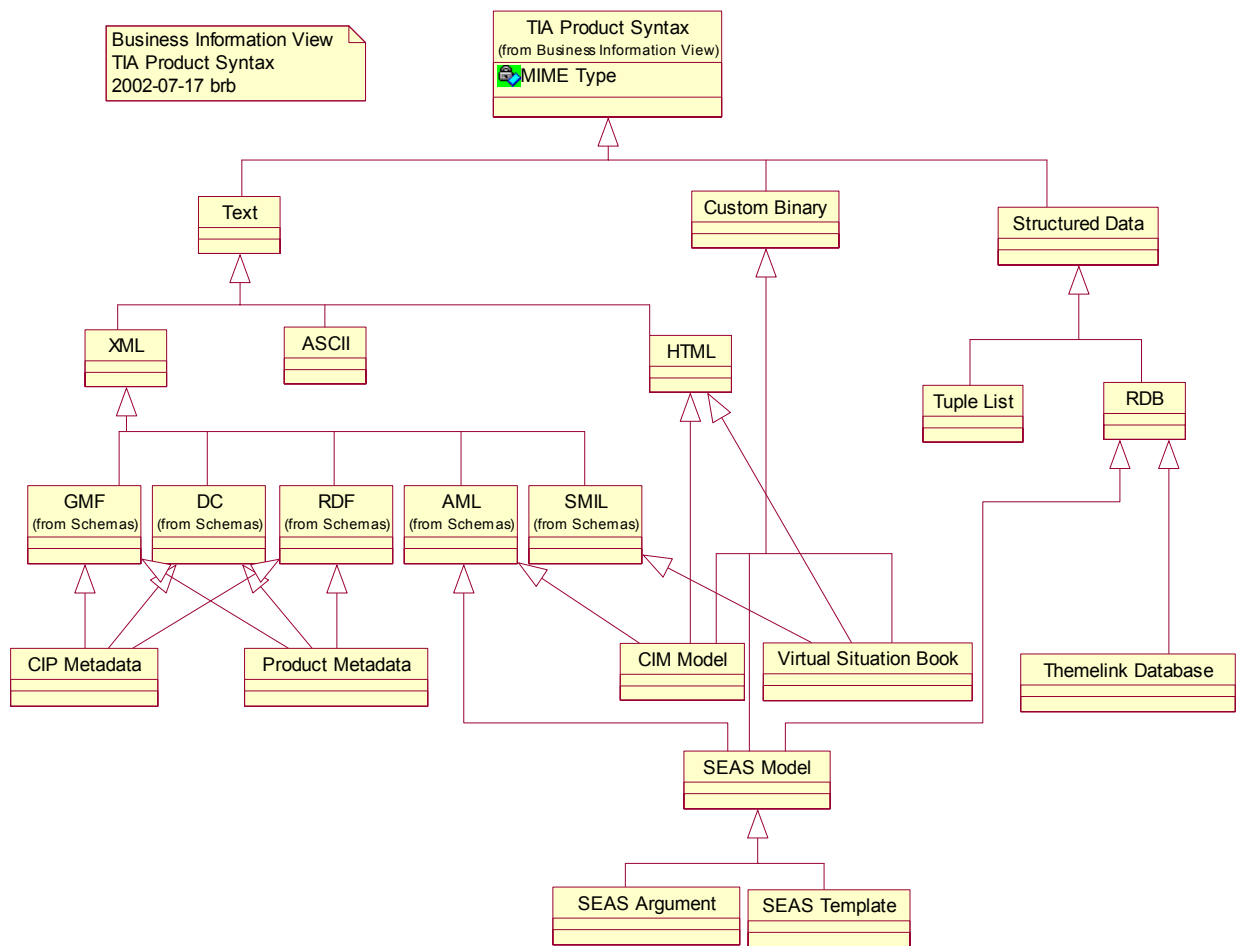 Business Information View
TIA Product Syntax
2002-07-17 brb
TIA Product Syntax
(from Business Information View)
MIME Type
Text
Custom Binary
Structured Data
XML
ASCII
HTML
Tuple List
RDB
GMF
(from Schemas)
DC
(from Schemas)
RDF
(from Schemas)
AML
(from Schemas)
SMIL
(from Schemas)
CIP Metadata
Product Metadata
CIM Model
Virtual Situation Book
Themelink Database
SEAS Model
SEAS Argument
SEAS Template